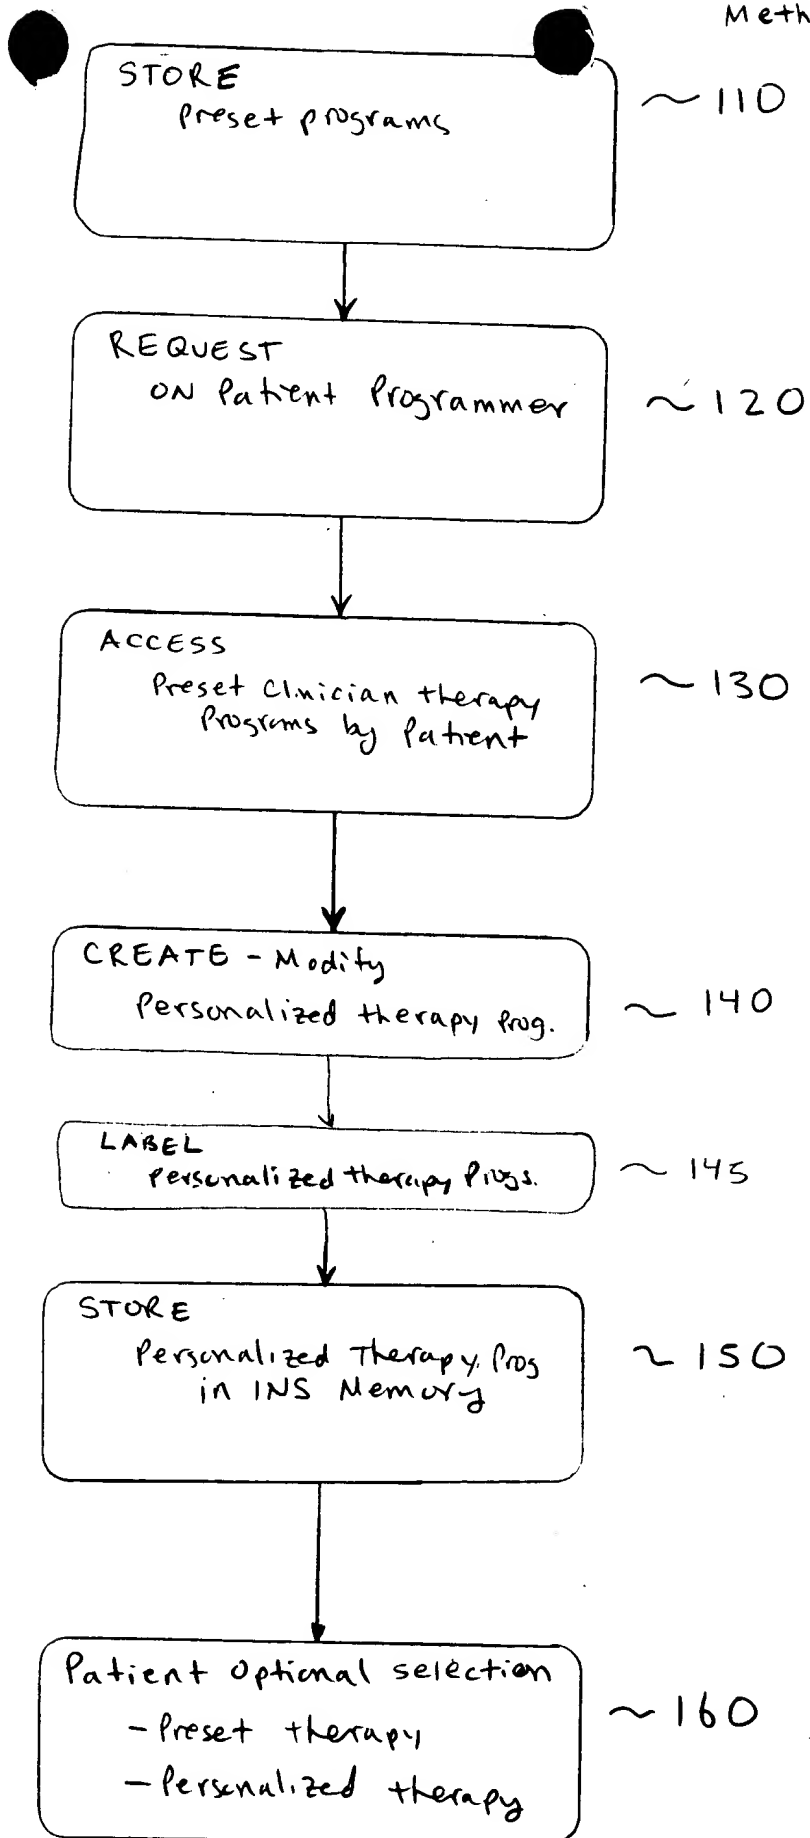 Meth
STORE
Preset programs
~110
REQUEST
ON Patient Programmer
~120
ACCESS
Preset Clinician therapy
Programs by Patient
~130
CREATE - Modify
Personalized therapy prog.
~ 140
LABEL
Personalized therapy Progs.
~ 145
STORE
Personalized Therapy. Prog
in INS Memory
~150
Patient Optional selection
- Preset therapy
- Personalized therapy
~160